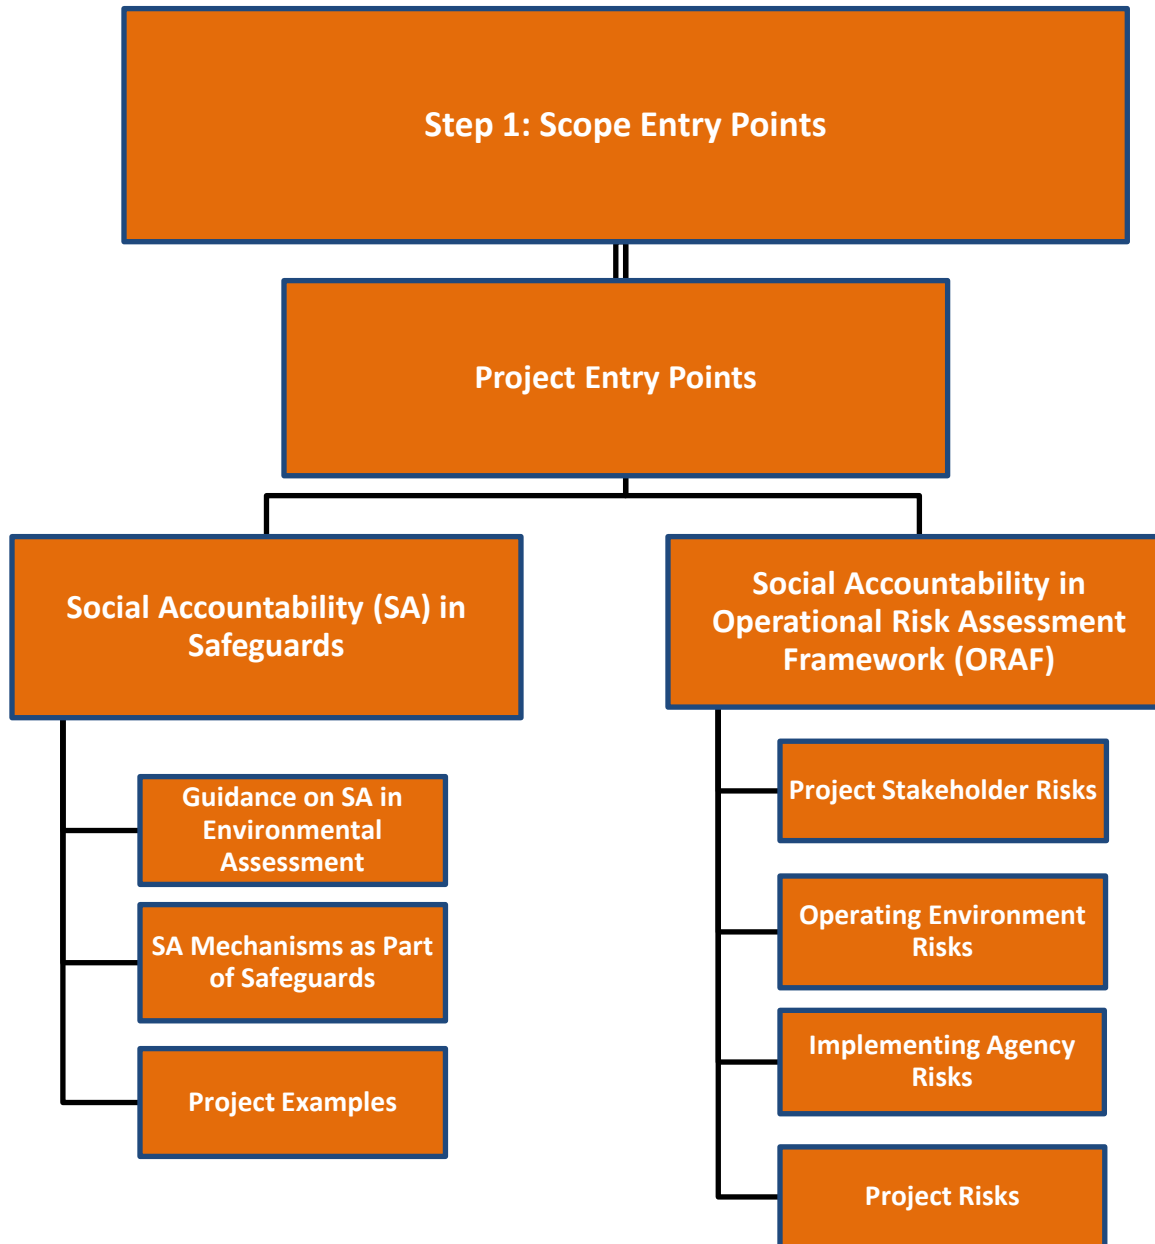 Step 1: Scope Entry Points
Project Entry Points
Social Accountability (SA) in
Safeguards
Guidance on SA in
Environmental
Assessment
SA Mechanisms as Part
of Safeguards
Project Examples
Social Accountability in
Operational Risk Assessment
Framework (ORAF)
Project Stakeholder Risks
Operating Environment
Risks
Implementing Agency
Risks
Project Risks